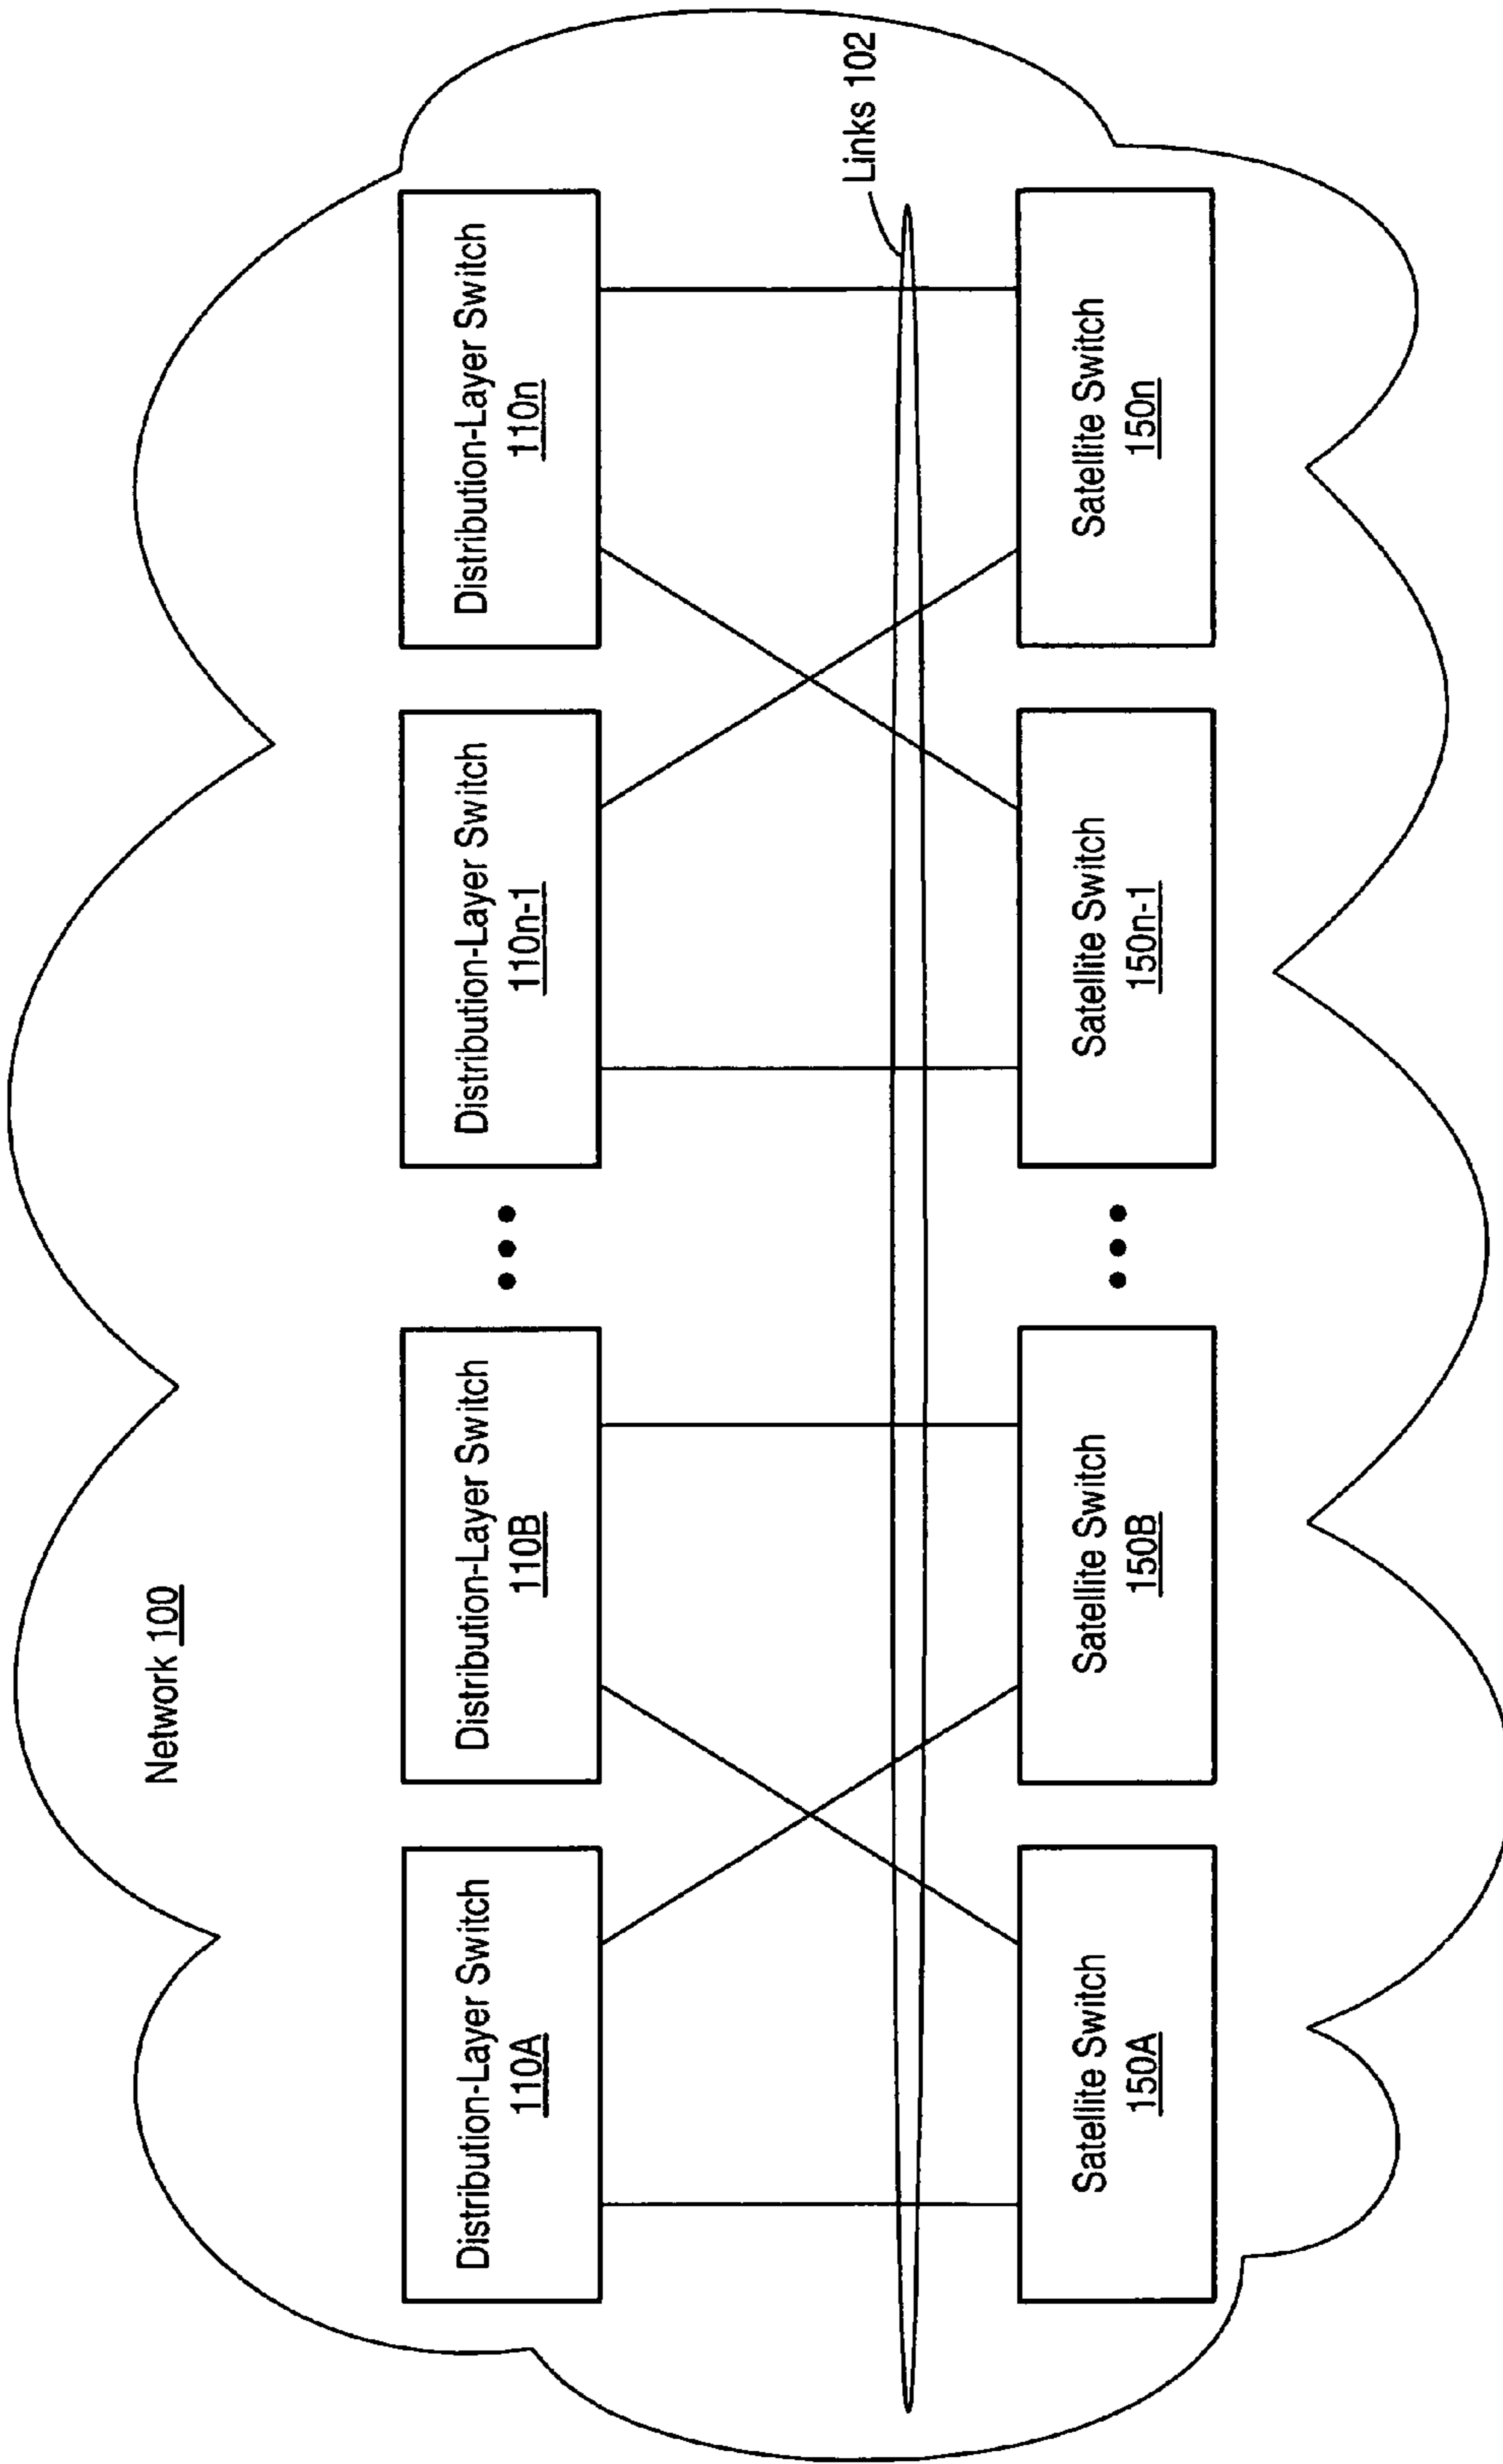 Network 100
Distribution-Layer Switch
110A
Distribution-Layer Switch
110B
Distribution-Layer Switch
110n-1
Distribution-Layer Switch
110n
Links 102
Satellite Switch
150A
Satellite Switch
150B
Satellite Switch
150n-1
Satellite Switch
150n